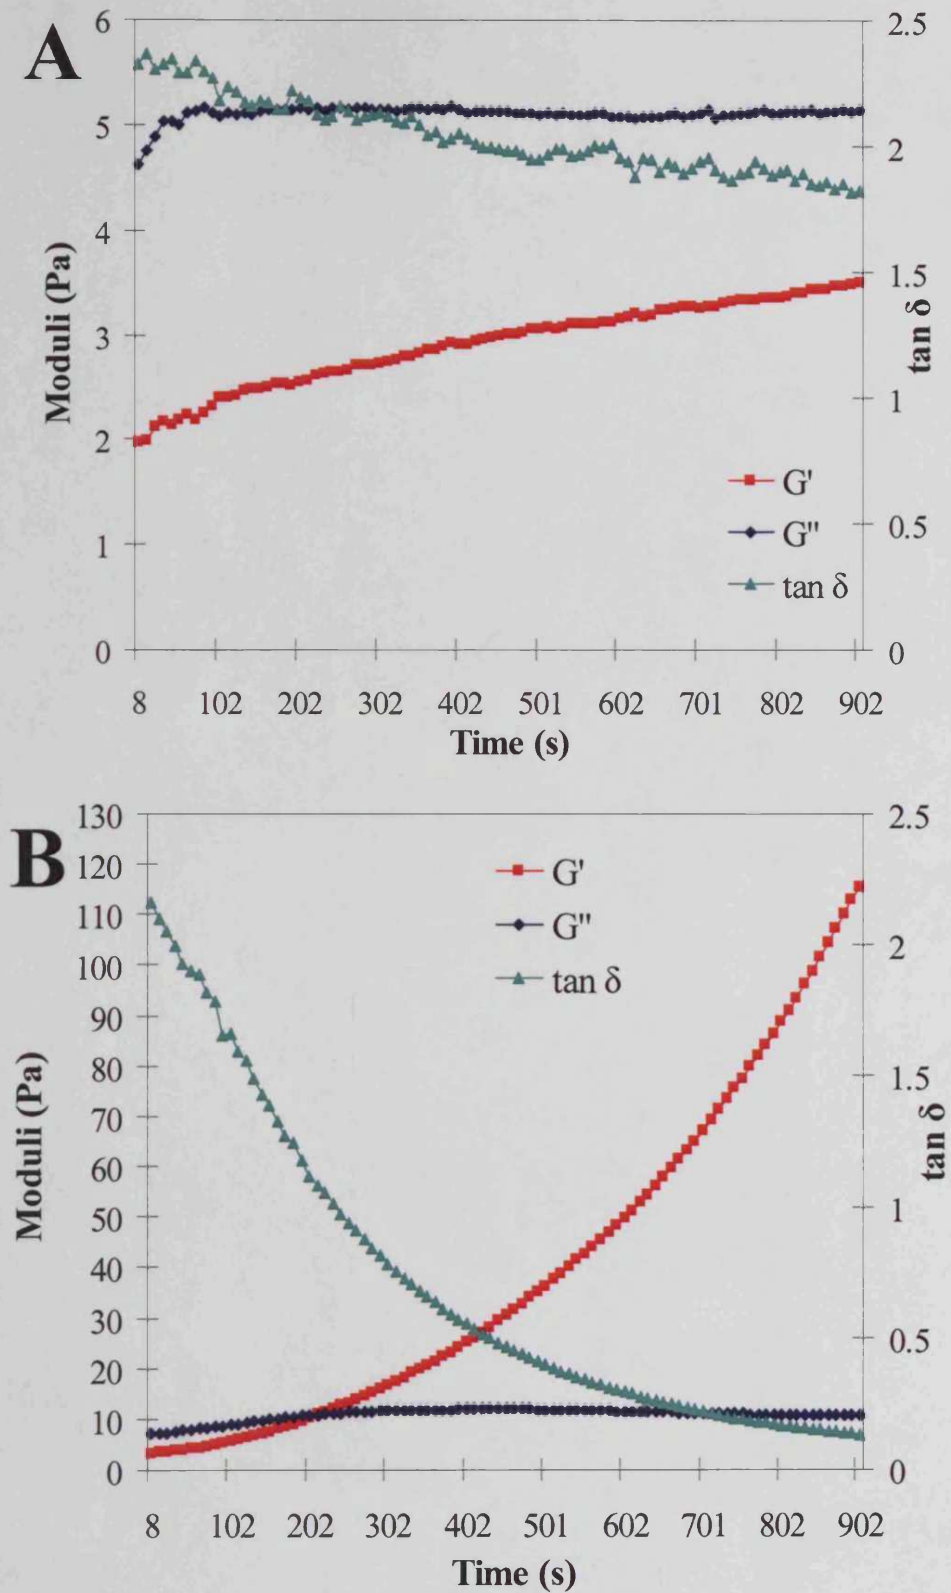 A
6
5
4
3
2
1
0
Moduli (Pa)
2.5
2
1.5
1
0.5
0
tan δ
G'
G"
tan δ
8 102 202 302 402 501 602 701 802 902
Time (s)
B
130
120
110
100
90
80
70
60
50
40
30
20
10
0
Moduli (Pa)
2.5
2
1.5
1
0.5
0
tan δ
G'
G"
tan δ
8 102 202 302 402 501 602 701 802 902
Time (s)